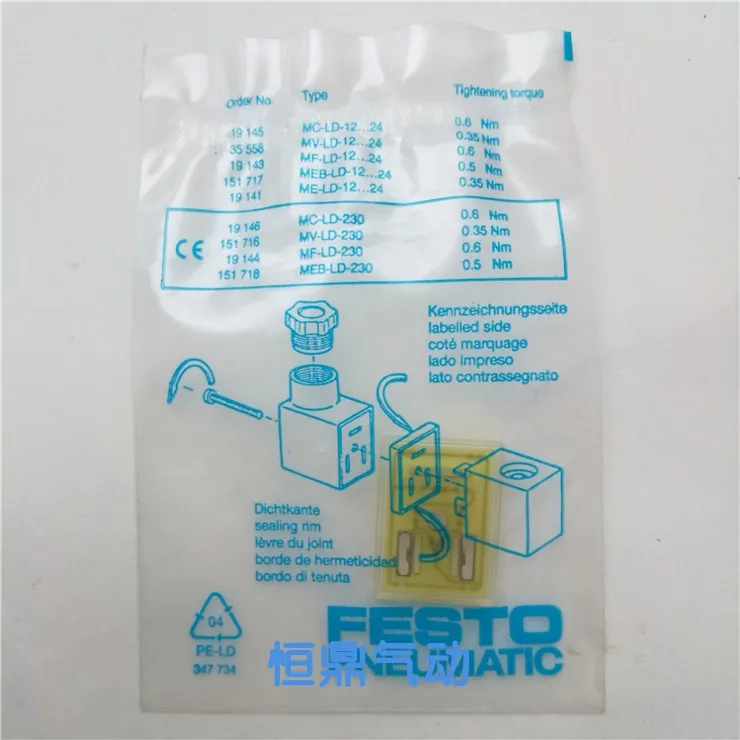 Order No. Type Tightening torque
19 145 MC-LD-12...24 0.6 Nm
35 558 MV-LD-12...24 0.35 Nm
19 143 MF-LD-12...24 0.6 Nm
151 717 MEB-LD-12...24 0.5 Nm
19 141 ME-LD-12...24 0.35 Nm
CE
19 146 MC-LD-230 0.6 Nm
151 716 MV-LD-230 0.35 Nm
19 144 MF-LD-230 0.6 Nm
151 718 MEB-LD-230 0.5 Nm
Kennzeichnungsseite
labelled side
coté marquage
lado impreso
lato contrassegnato
Dichtkante
sealing rim
lèvre du joint
borde de hermeticidad
bordo di tenuta
04
PE-LD
347 734
FESTO
PNEUMATIC
恒鼎气动